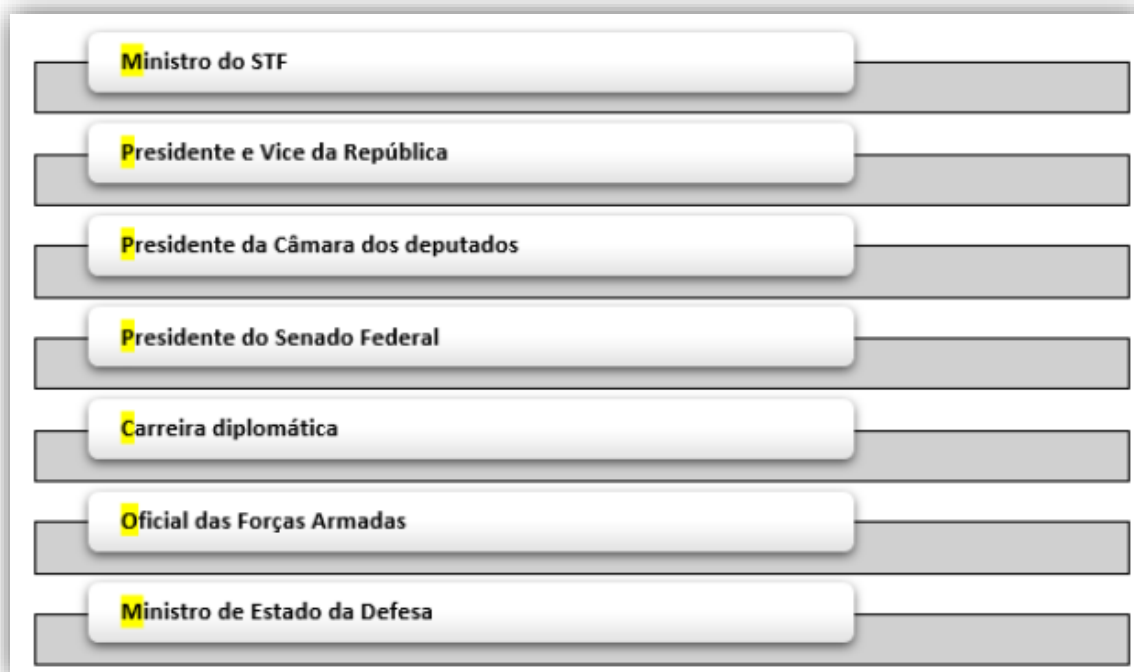 Ministro do STF
Presidente e Vice da República
Presidente da Câmara dos deputados
Presidente do Senado Federal
Carreira diplomática
Oficial das Forças Armadas
Ministro de Estado da Defesa